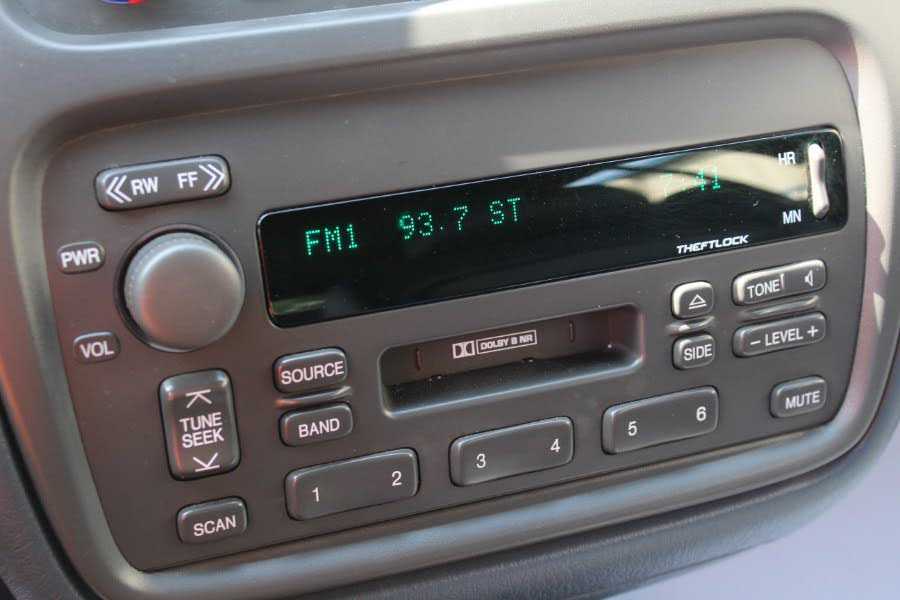 RW FF
PWR
VOL
FM1 93.7 ST 7:41
HR
MN
THEFTLOCK
DOLBY B NR
TONE
SIDE
- LEVEL +
SOURCE
BAND
TUNE
SEEK
SCAN
1 2
3 4
5 6
MUTE